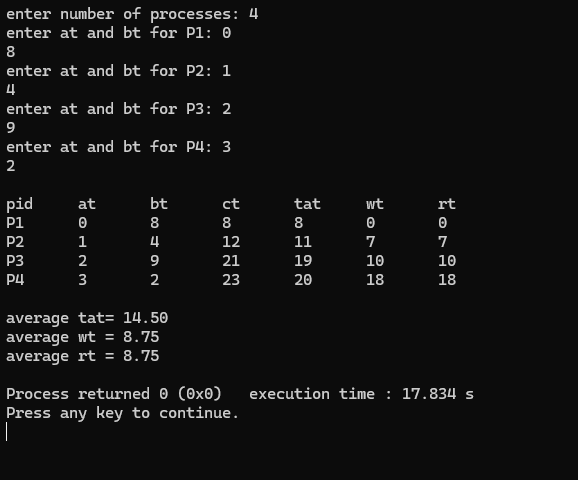 enter number of processes: 4
enter at and bt for P1: 0
8
enter at and bt for P2: 1
4
enter at and bt for P3: 2
9
enter at and bt for P4: 3
2
pid at bt ct tat wt rt
P1 0 8 8 8 0 0
P2 1 4 12 11 7 7
P3 2 9 21 19 10 10
P4 3 2 23 20 18 18
average tat= 14.50
average wt = 8.75
average rt = 8.75
Process returned 0 (0x0) execution time : 17.834 s
Press any key to continue.